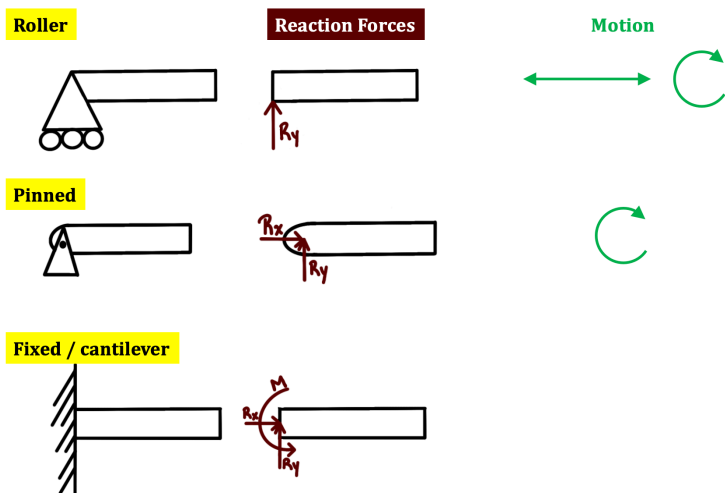 Roller Reaction Forces Motion
Ry
Pinned
Rx
Ry
Fixed / cantilever
M
Rx
Ry